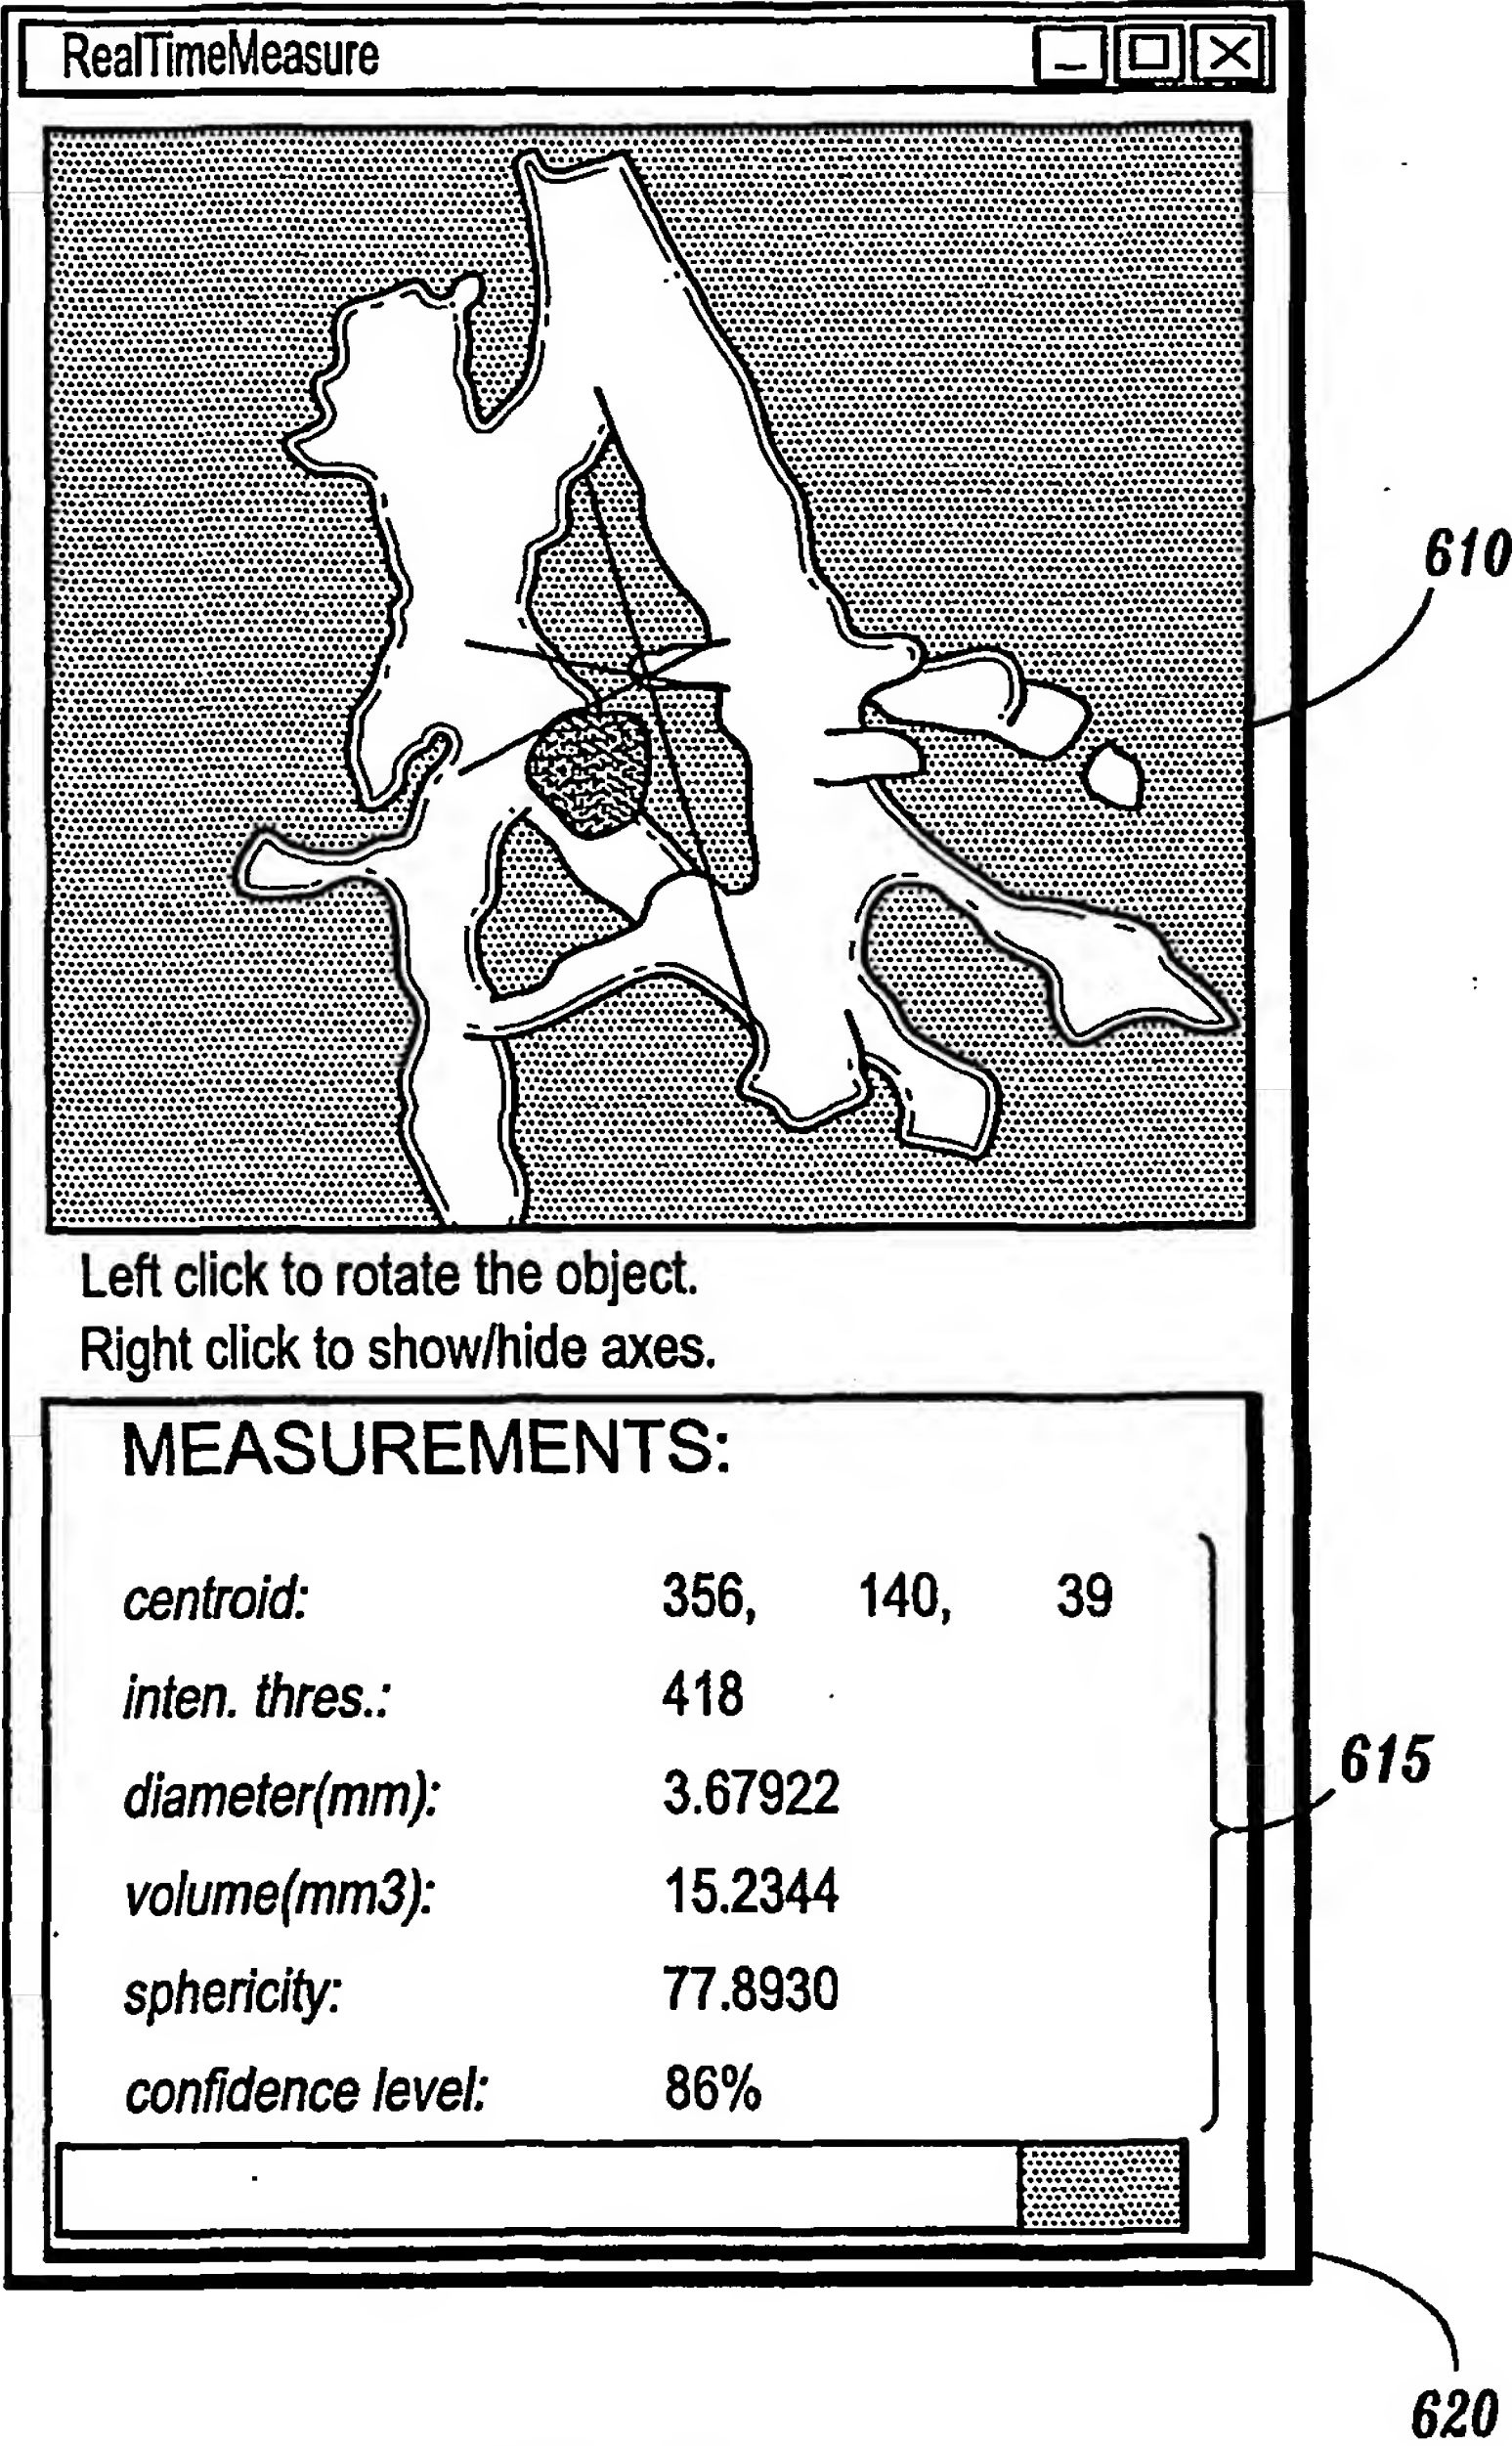 RealTimeMeasure
610
Left click to rotate the object.
Right click to show/hide axes.
MEASUREMENTS:
centroid: 356, 140, 39
inten. thres.: 418
diameter(mm): 3.67922
615
volume(mm3): 15.2344
sphericity: 77.8930
confidence level: 86%
620